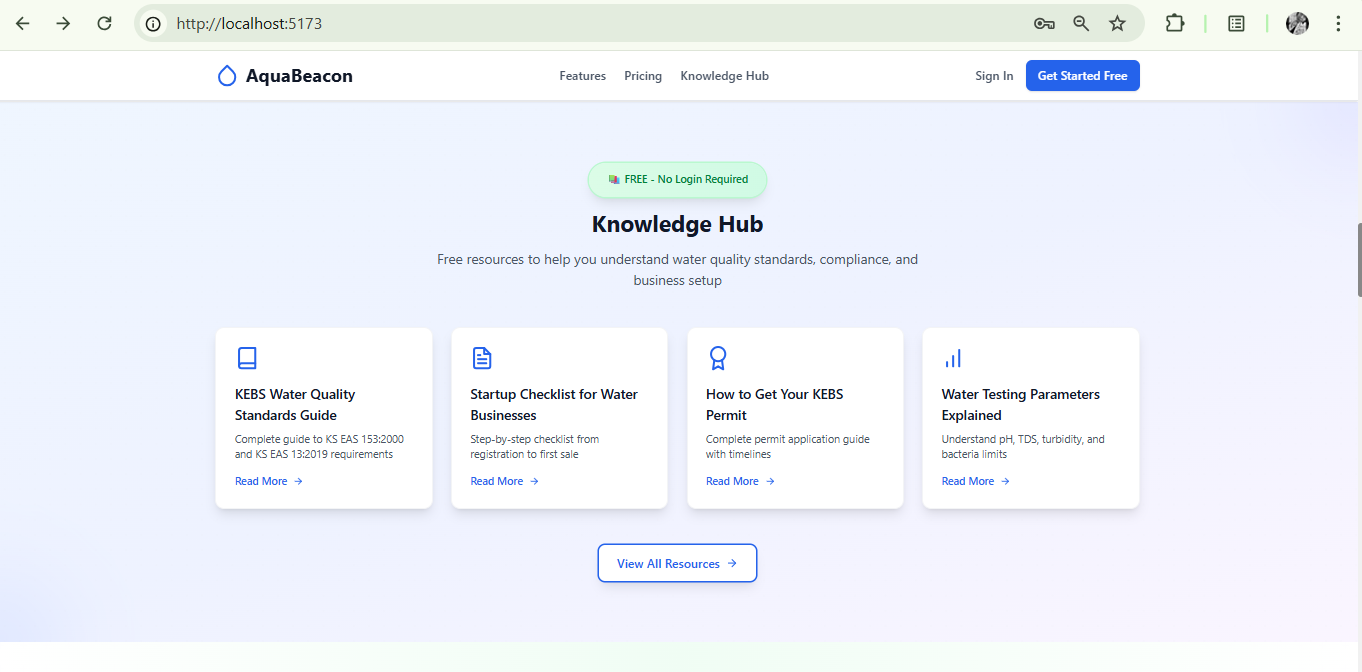 http://localhost:5173
AquaBeacon
Features
Pricing
Knowledge Hub
Sign In
Get Started Free
FREE - No Login Required
Knowledge Hub
Free resources to help you understand water quality standards, compliance, and
business setup
KEBS Water Quality
Standards Guide
Complete guide to KS EAS 153:2000
and KS EAS 13:2019 requirements
Read More →
Startup Checklist for Water
Businesses
Step-by-step checklist from
registration to first sale
Read More →
How to Get Your KEBS
Permit
Complete permit application guide
with timelines
Read More →
Water Testing Parameters
Explained
Understand pH, TDS, turbidity, and
bacteria limits
Read More →
View All Resources →